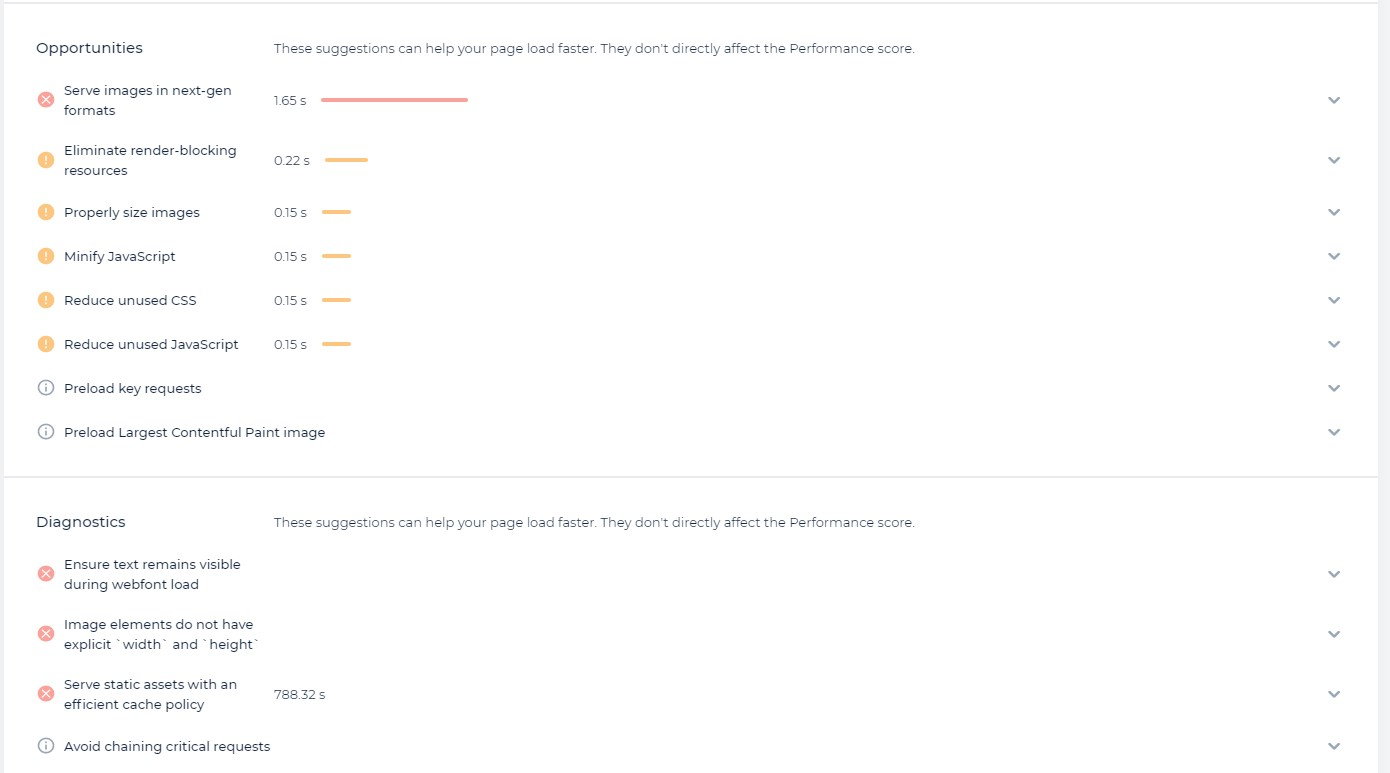 Opportunities These suggestions can help your page load faster. They don't directly affect the Performance score.
Serve images in next-gen
formats
1.65 s
Eliminate render-blocking
resources
0.22 s
Properly size images 0.15 s
Minify JavaScript 0.15 s
Reduce unused CSS 0.15 s
Reduce unused JavaScript 0.15 s
Preload key requests
Preload Largest Contentful Paint image
Diagnostics These suggestions can help your page load faster. They don't directly affect the Performance score.
Ensure text remains visible
during webfont load
Image elements do not have
explicit `width` and `height`
Serve static assets with an
efficient cache policy
788.32 s
Avoid chaining critical requests